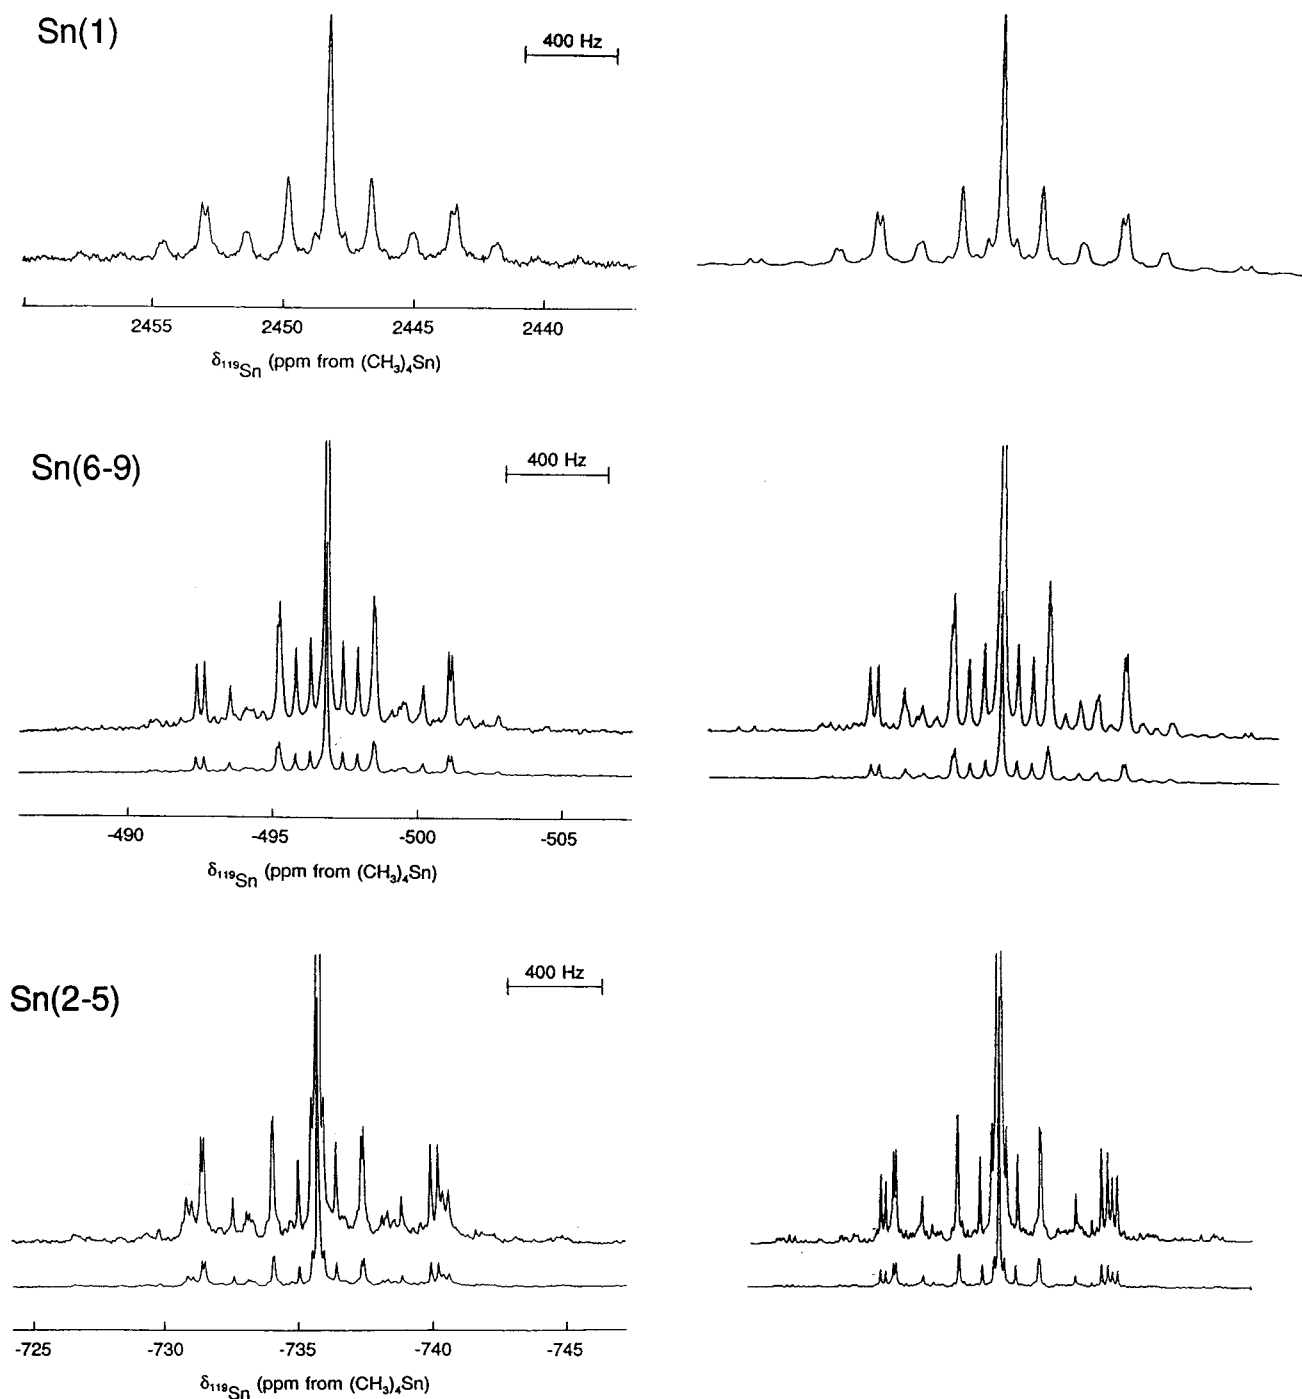 Sn(1)
400 Hz
2455 2450 2445 2440
δ₁₁₉Sn (ppm from (CH₃)₄Sn)
Sn(6-9)
400 Hz
-490 -495 -500 -505
δ₁₁₉Sn (ppm from (CH₃)₄Sn)
Sn(2-5)
400 Hz
-725 -730 -735 -740 -745
δ₁₁₉Sn (ppm from (CH₃)₄Sn)